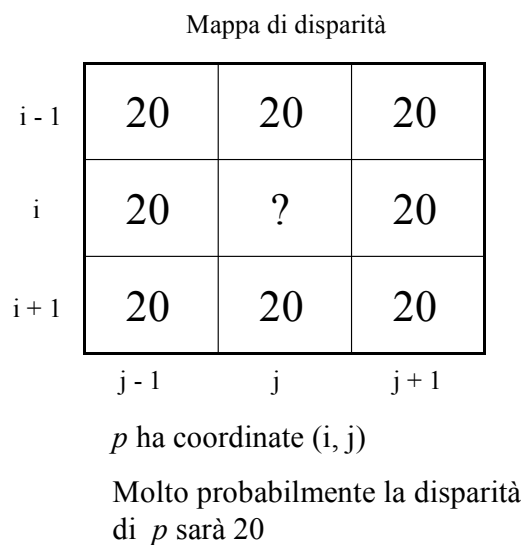 Mappa di disparità
i - 1 20 20 20
i 20 ? 20
i + 1 20 20 20
j - 1 j j + 1
p ha coordinate (i, j)
Molto probabilmente la disparità
di p sarà 20